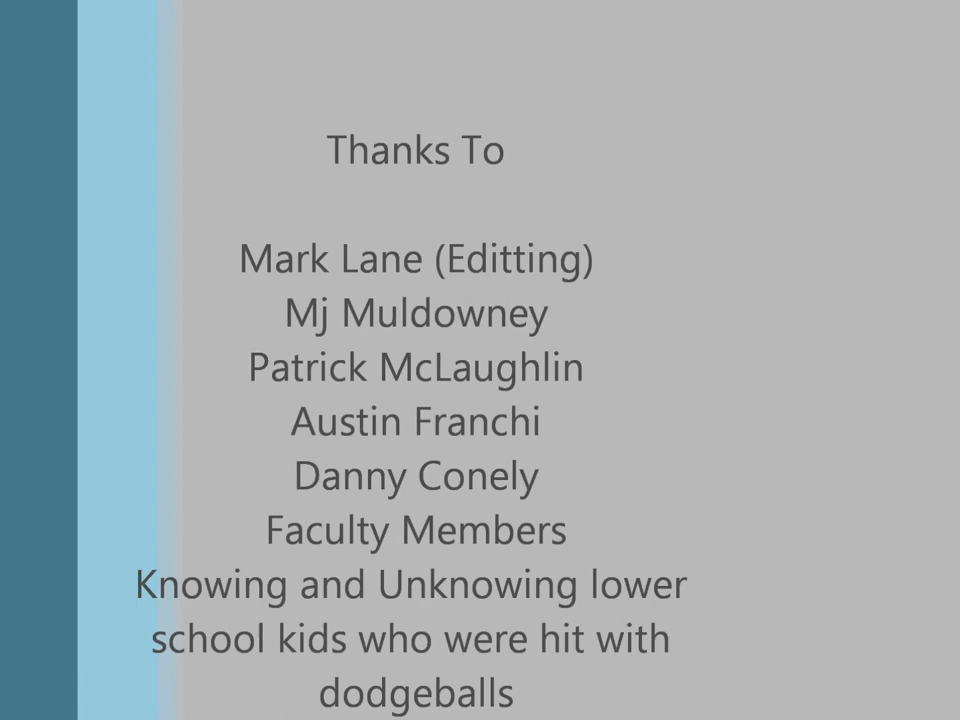 Thanks To
Mark Lane (Editting)
Mj Muldowney
Patrick McLaughlin
Austin Franchi
Danny Conely
Faculty Members
Knowing and Unknowing lower
school kids who were hit with
dodgeballs